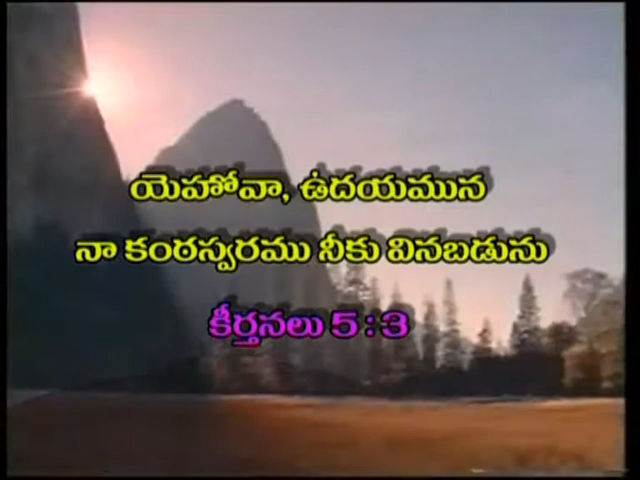 యెహోవా, ఉదయమున
నా కంఠస్వరము నీకు వినబడును
కీర్తనలు 5 : 3